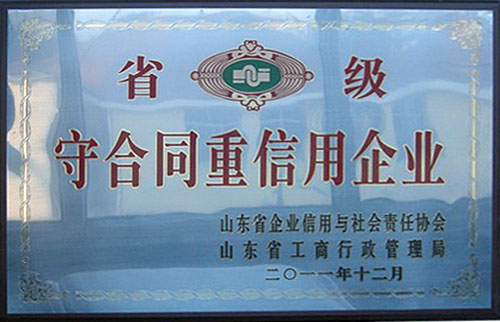 省 级
守合同重信用企业
山东省企业信用与社会责任协会
山东省工商行政管理局
二〇一一年十二月